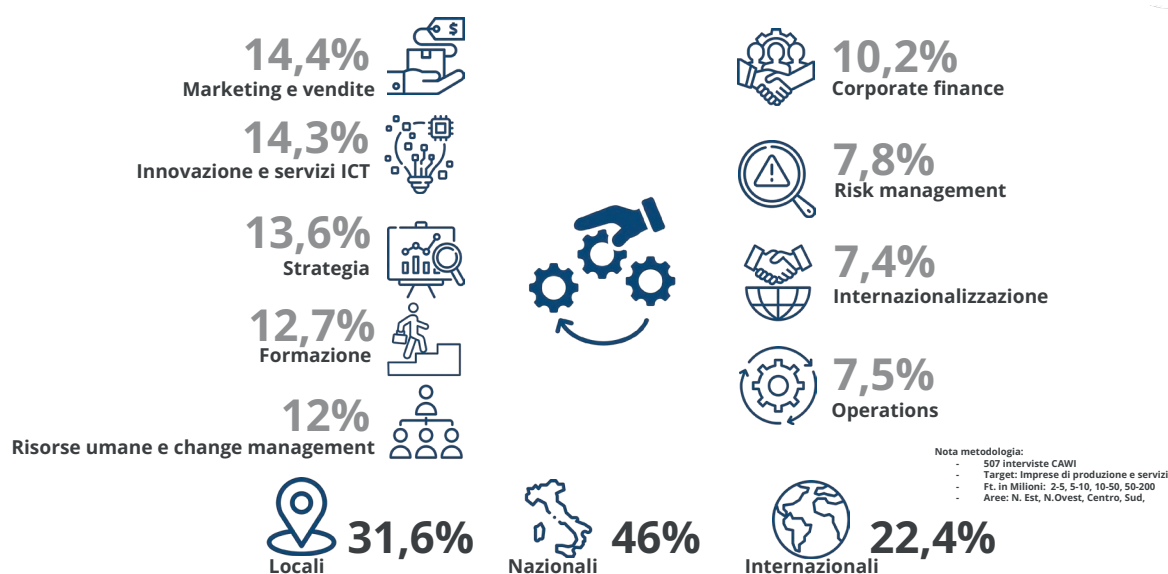 14,4%
Marketing e vendite
14,3%
Innovazione e servizi ICT
13,6%
Strategia
12,7%
Formazione
12%
Risorse umane e change management
$
10,2%
Corporate finance
7,8%
Risk management
7,4%
Internazionalizzazione
7,5%
Operations
Nota metodologia:
- 507 interviste CAWI
- Target: Imprese di produzione e servizi
- Ft. in Milioni: 2-5, 5-10, 10-50, 50-200
- Aree: N. Est, N.Ovest, Centro, Sud,
31,6%
Locali
46%
Nazionali
22,4%
Internazionali